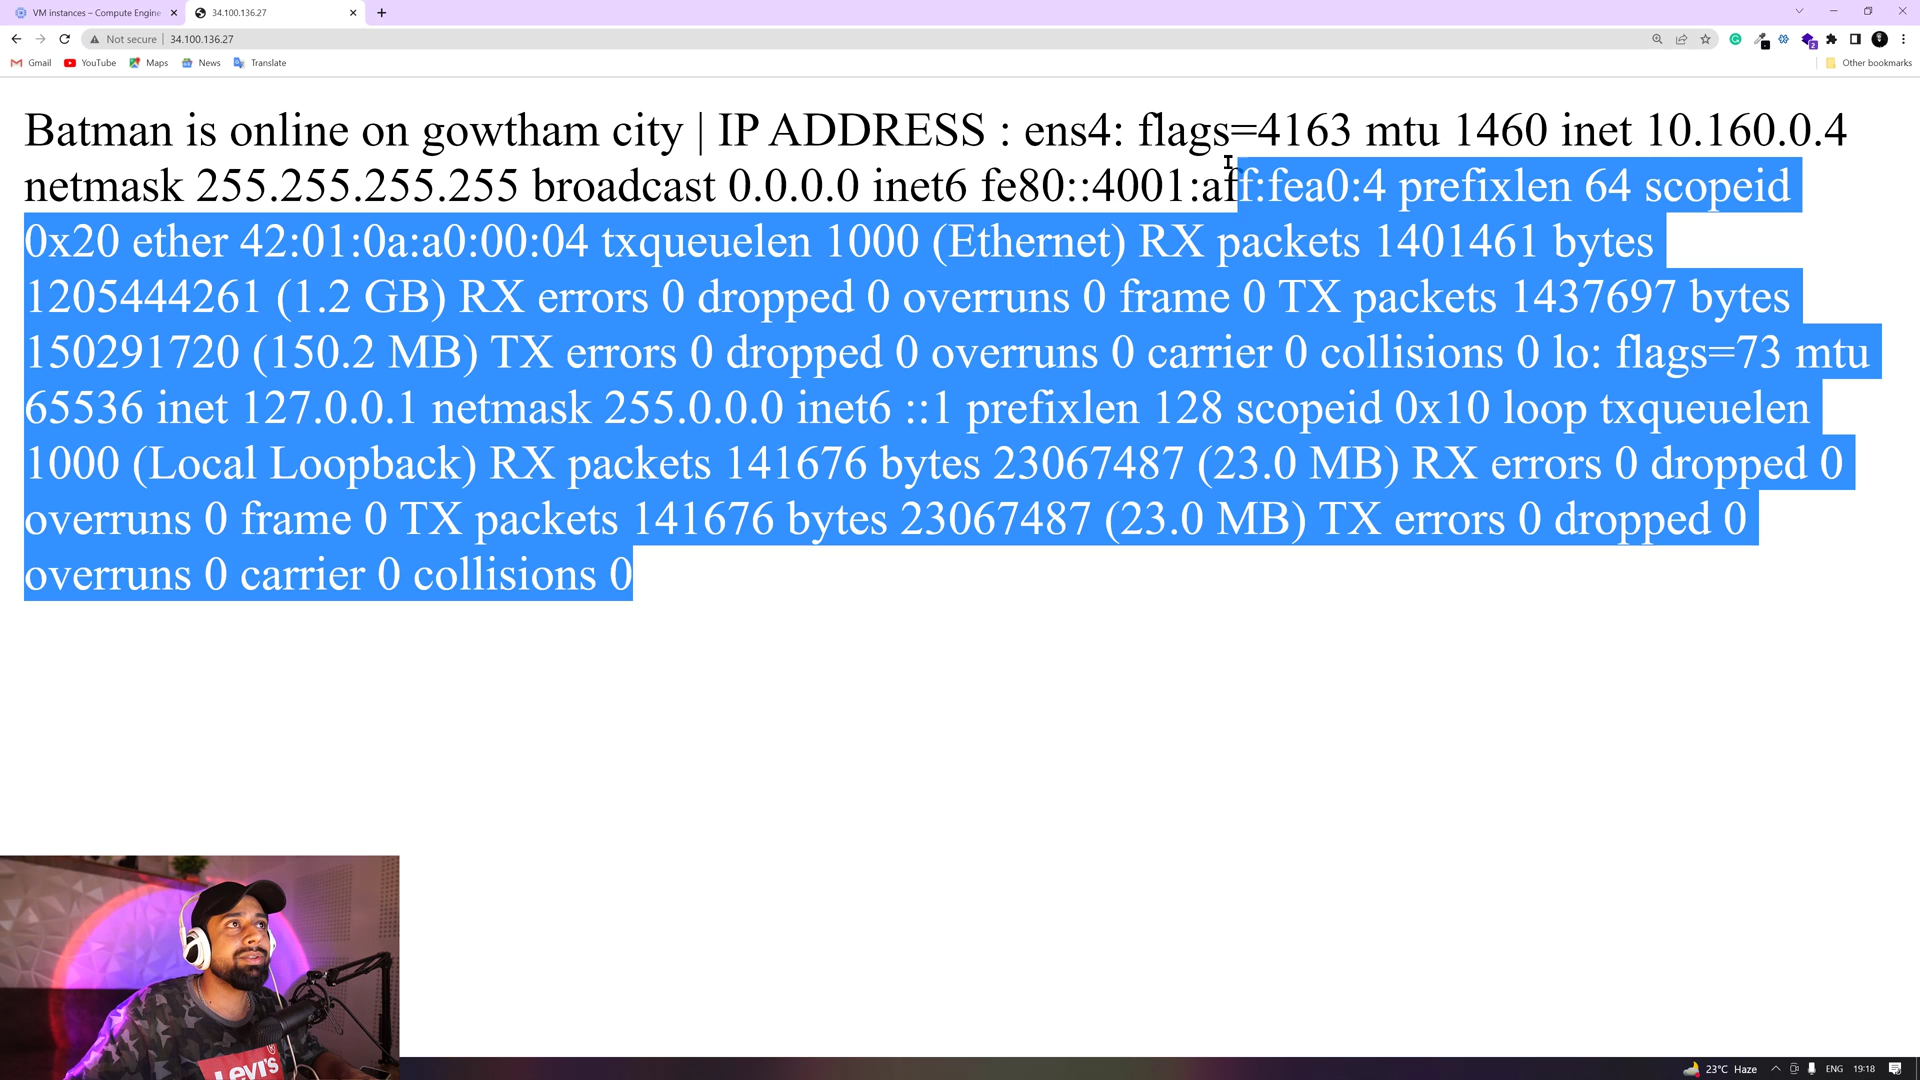 VM instances – Compute Engine
34.100.136.27
Not secure
34.100.136.27
2
Gmail
YouTube
Maps
News
Translate
Other bookmarks
Batman is online on gowtham city | IP ADDRESS : ens4: flags=4163 mtu 1460 inet 10.160.0.4
netmask 255.255.255.255 broadcast 0.0.0.0 inet6 fe80::4001:aff:fea0:4 prefixlen 64 scopeid
0x20 ether 42:01:0a:a0:00:04 txqueuelen 1000 (Ethernet) RX packets 1401461 bytes
1205444261 (1.2 GB) RX errors 0 dropped 0 overruns 0 frame 0 TX packets 1437697 bytes
150291720 (150.2 MB) TX errors 0 dropped 0 overruns 0 carrier 0 collisions 0 lo: flags=73 mtu
65536 inet 127.0.0.1 netmask 255.0.0.0 inet6 ::1 prefixlen 128 scopeid 0x10 loop txqueuelen
1000 (Local Loopback) RX packets 141676 bytes 23067487 (23.0 MB) RX errors 0 dropped 0
overruns 0 frame 0 TX packets 141676 bytes 23067487 (23.0 MB) TX errors 0 dropped 0
overruns 0 carrier 0 collisions 0
Levi's®
23°C Haze
ENG
19:18